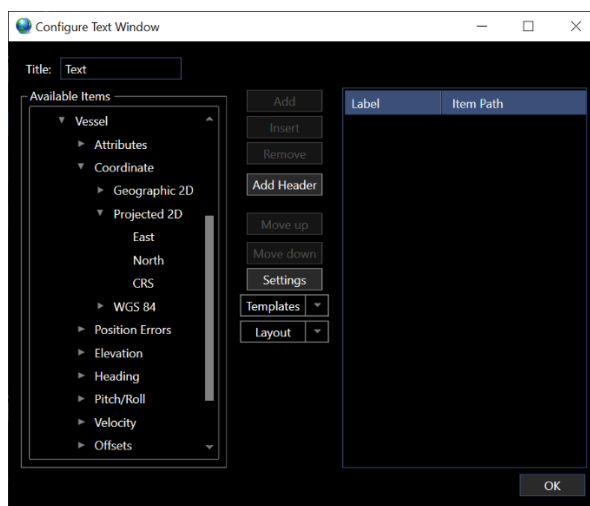 Configure Text Window
Title: Text
Available Items
Vessel
Attributes
Coordinate
Geographic 2D
Projected 2D
East
North
CRS
WGS 84
Position Errors
Elevation
Heading
Pitch/Roll
Velocity
Offsets
Add
Insert
Remove
Add Header
Move up
Move down
Settings
Templates
Layout
Label Item Path
OK